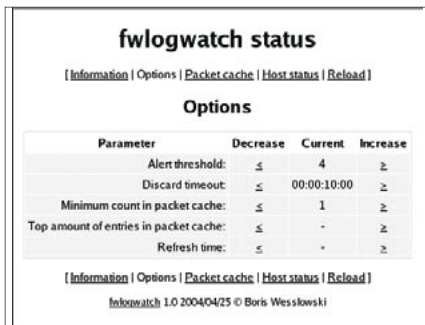 fwlogwatch status
[ Information | Options | Packet cache | Host status | Reload ]
Options
Parameter Decrease Current Increase
Alert threshold: < 4 >
Discard timeout: < 00:00:10:00 >
Minimum count in packet cache: < 1 >
Top amount of entries in packet cache: < - >
Refresh time: < - >
[ Information | Options | Packet cache | Host status | Reload ]
fwlogwatch 1.0 2004/04/25 © Boris Wesslowski